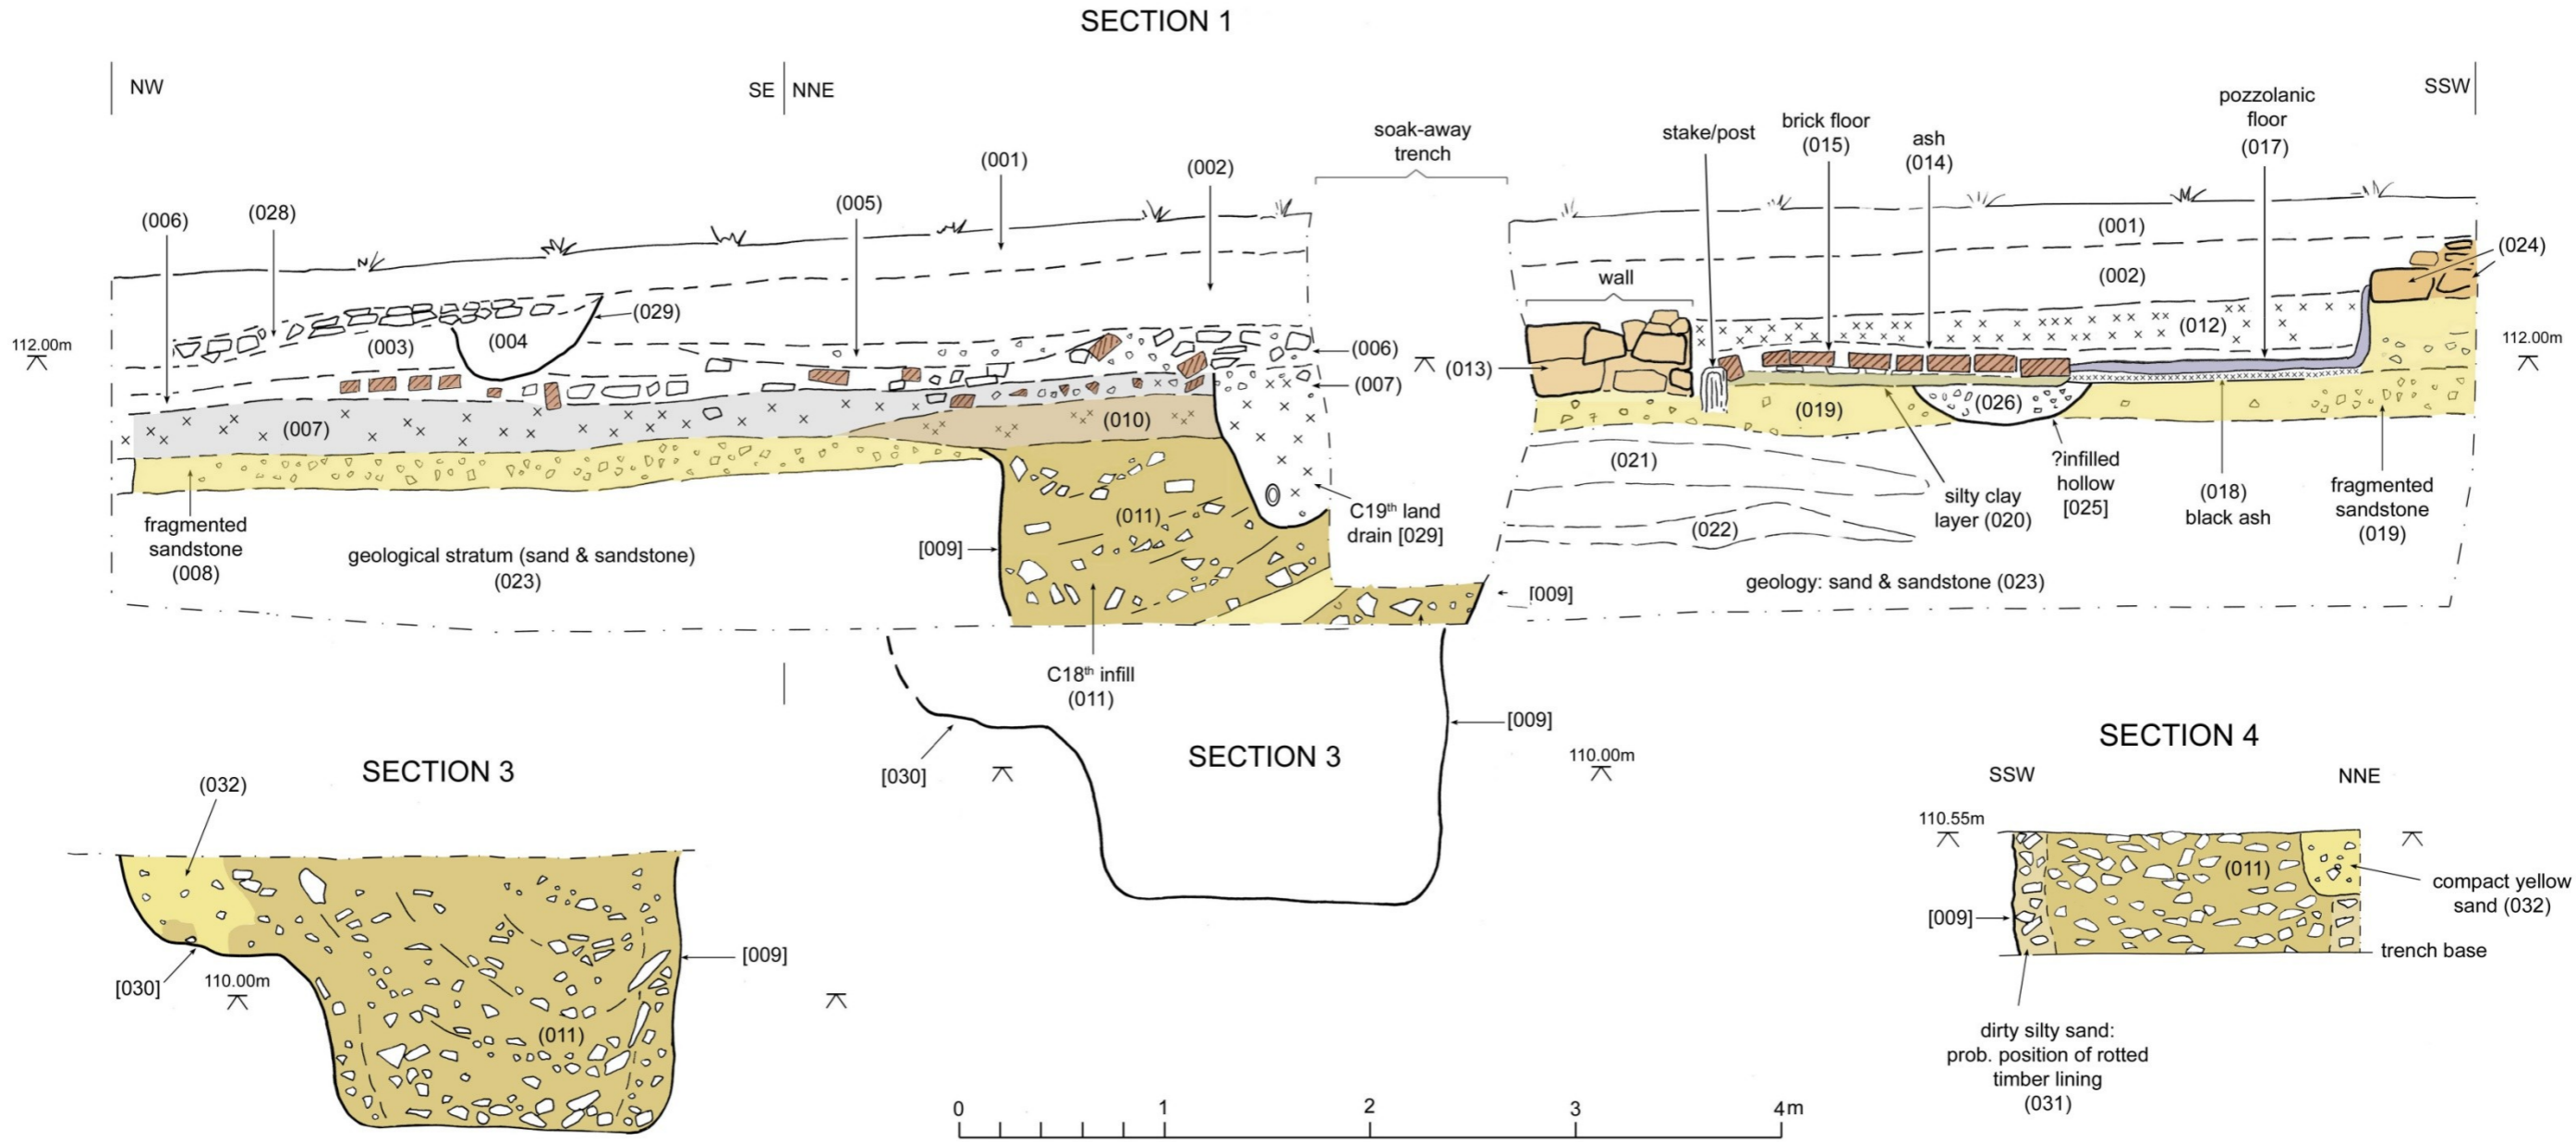 SECTION 1
NW
SE
NNE
SSW
(006)
(028)
(005)
(001)
(002)
soak-away
trench
stake/post
brick floor
(015)
ash
(014)
pozzolanic
floor
(017)
(001)
(002)
(024)
wall
(029)
(003)
(004)
112.00m
(006)
(007)
(013)
(012)
112.00m
(007)
(010)
(019)
(026)
(011)
(021)
(022)
fragmented
sandstone
(008)
geological stratum (sand & sandstone)
(023)
[009]
C19th land
drain [029]
silty clay
layer (020)
?infilled
hollow
[025]
(018)
black ash
fragmented
sandstone
(019)
geology: sand & sandstone (023)
[009]
C18th infill
(011)
[009]
[030]
SECTION 3
110.00m
SECTION 3
(032)
[030]
110.00m
[009]
(011)
SECTION 4
SSW
NNE
110.55m
(011)
[009]
compact yellow
sand (032)
trench base
dirty silty sand:
prob. position of rotted
timber lining
(031)
0
1
2
3
4m